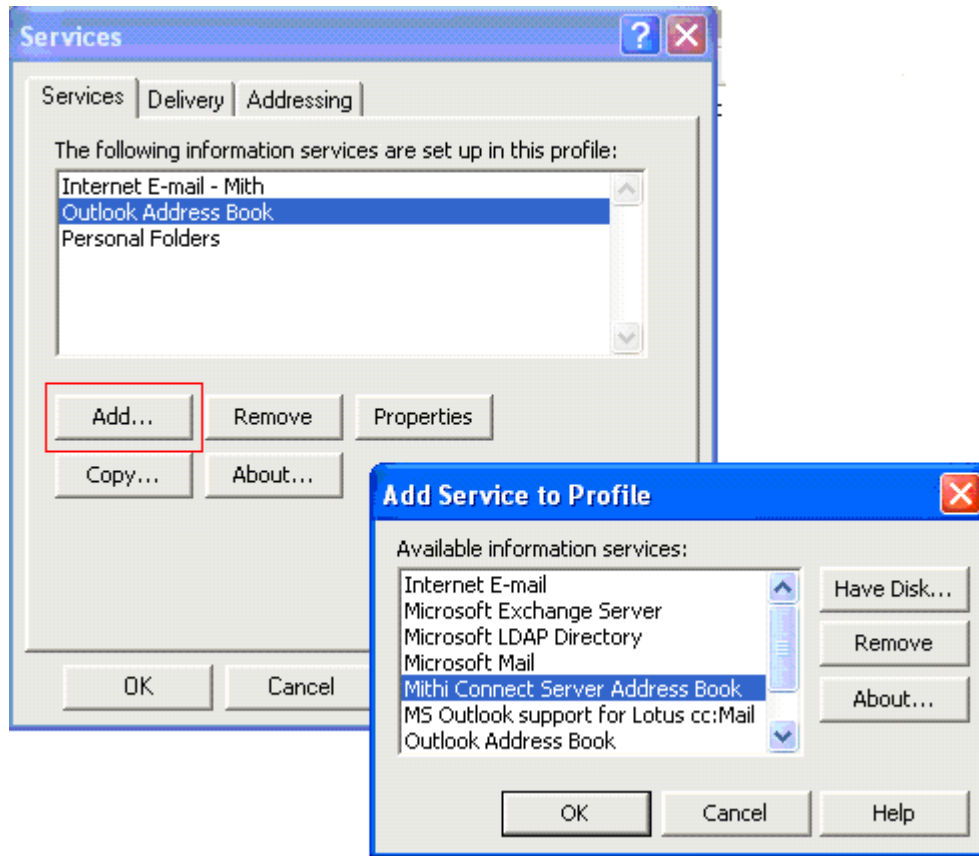 Services
Services Delivery Addressing
The following information services are set up in this profile:
Internet E-mail - Mith
Outlook Address Book
Personal Folders
Add... Remove Properties
Copy... About...
OK Cancel
Add Service to Profile
Available information services:
Internet E-mail
Microsoft Exchange Server
Microsoft LDAP Directory
Microsoft Mail
Mithi Connect Server Address Book
MS Outlook support for Lotus cc:Mail
Outlook Address Book
Have Disk...
Remove
About...
OK Cancel Help